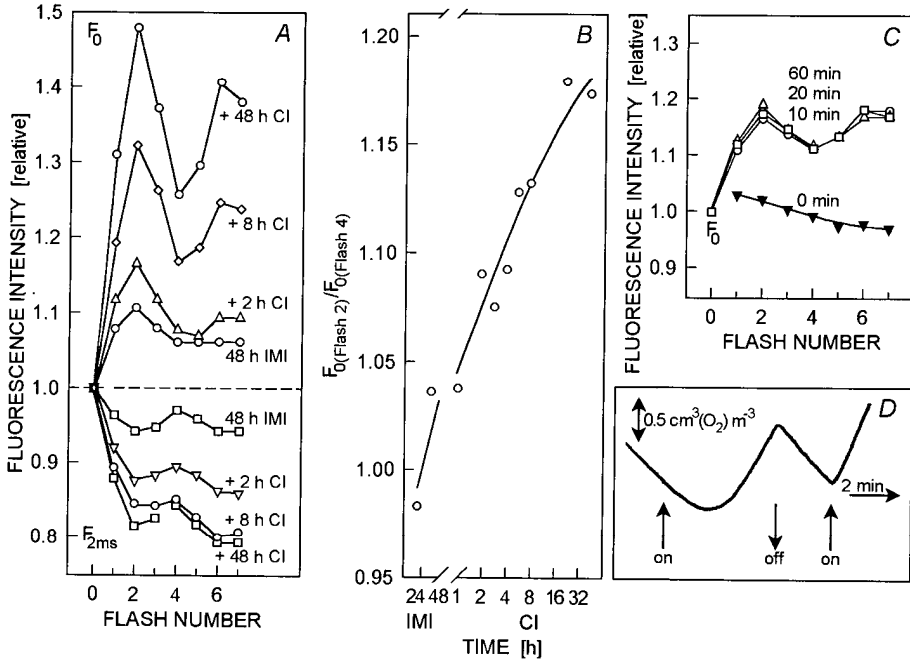 A
F0
FLUORESCENCE INTENSITY [relative]
1.5
1.4
1.3
1.2
1.1
1.0
0.9
0.8
+ 48 h CI
+ 8 h CI
+ 2 h CI
48 h IMI
48 h IMI
+ 2 h CI
+ 8 h CI
+ 48 h CI
F2ms
0 2 4 6
FLASH NUMBER
B
F0(Flash 2)/F0(Flash 4)
1.20
1.15
1.10
1.05
1.00
0.95
24 48 1 2 4 8 16 32
IMI CI
TIME [h]
C
FLUORESCENCE INTENSITY [relative]
1.3
1.2
1.1
1.0
0.9
60 min
20 min
10 min
0 min
F0
0 2 4 6
FLASH NUMBER
D
0.5 cm³(O2) m⁻³
2 min
on off on